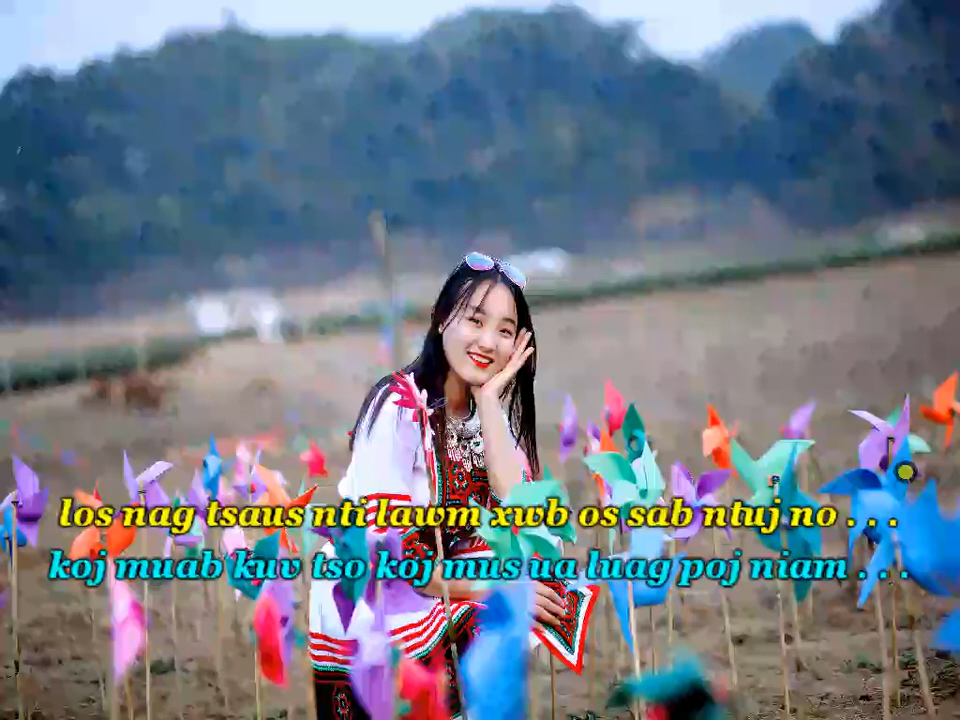 los nag tsaus nti lawm xwb os sab ntuj no . . .
koj muab kuv tso koj mus ua luag poj niam . . .